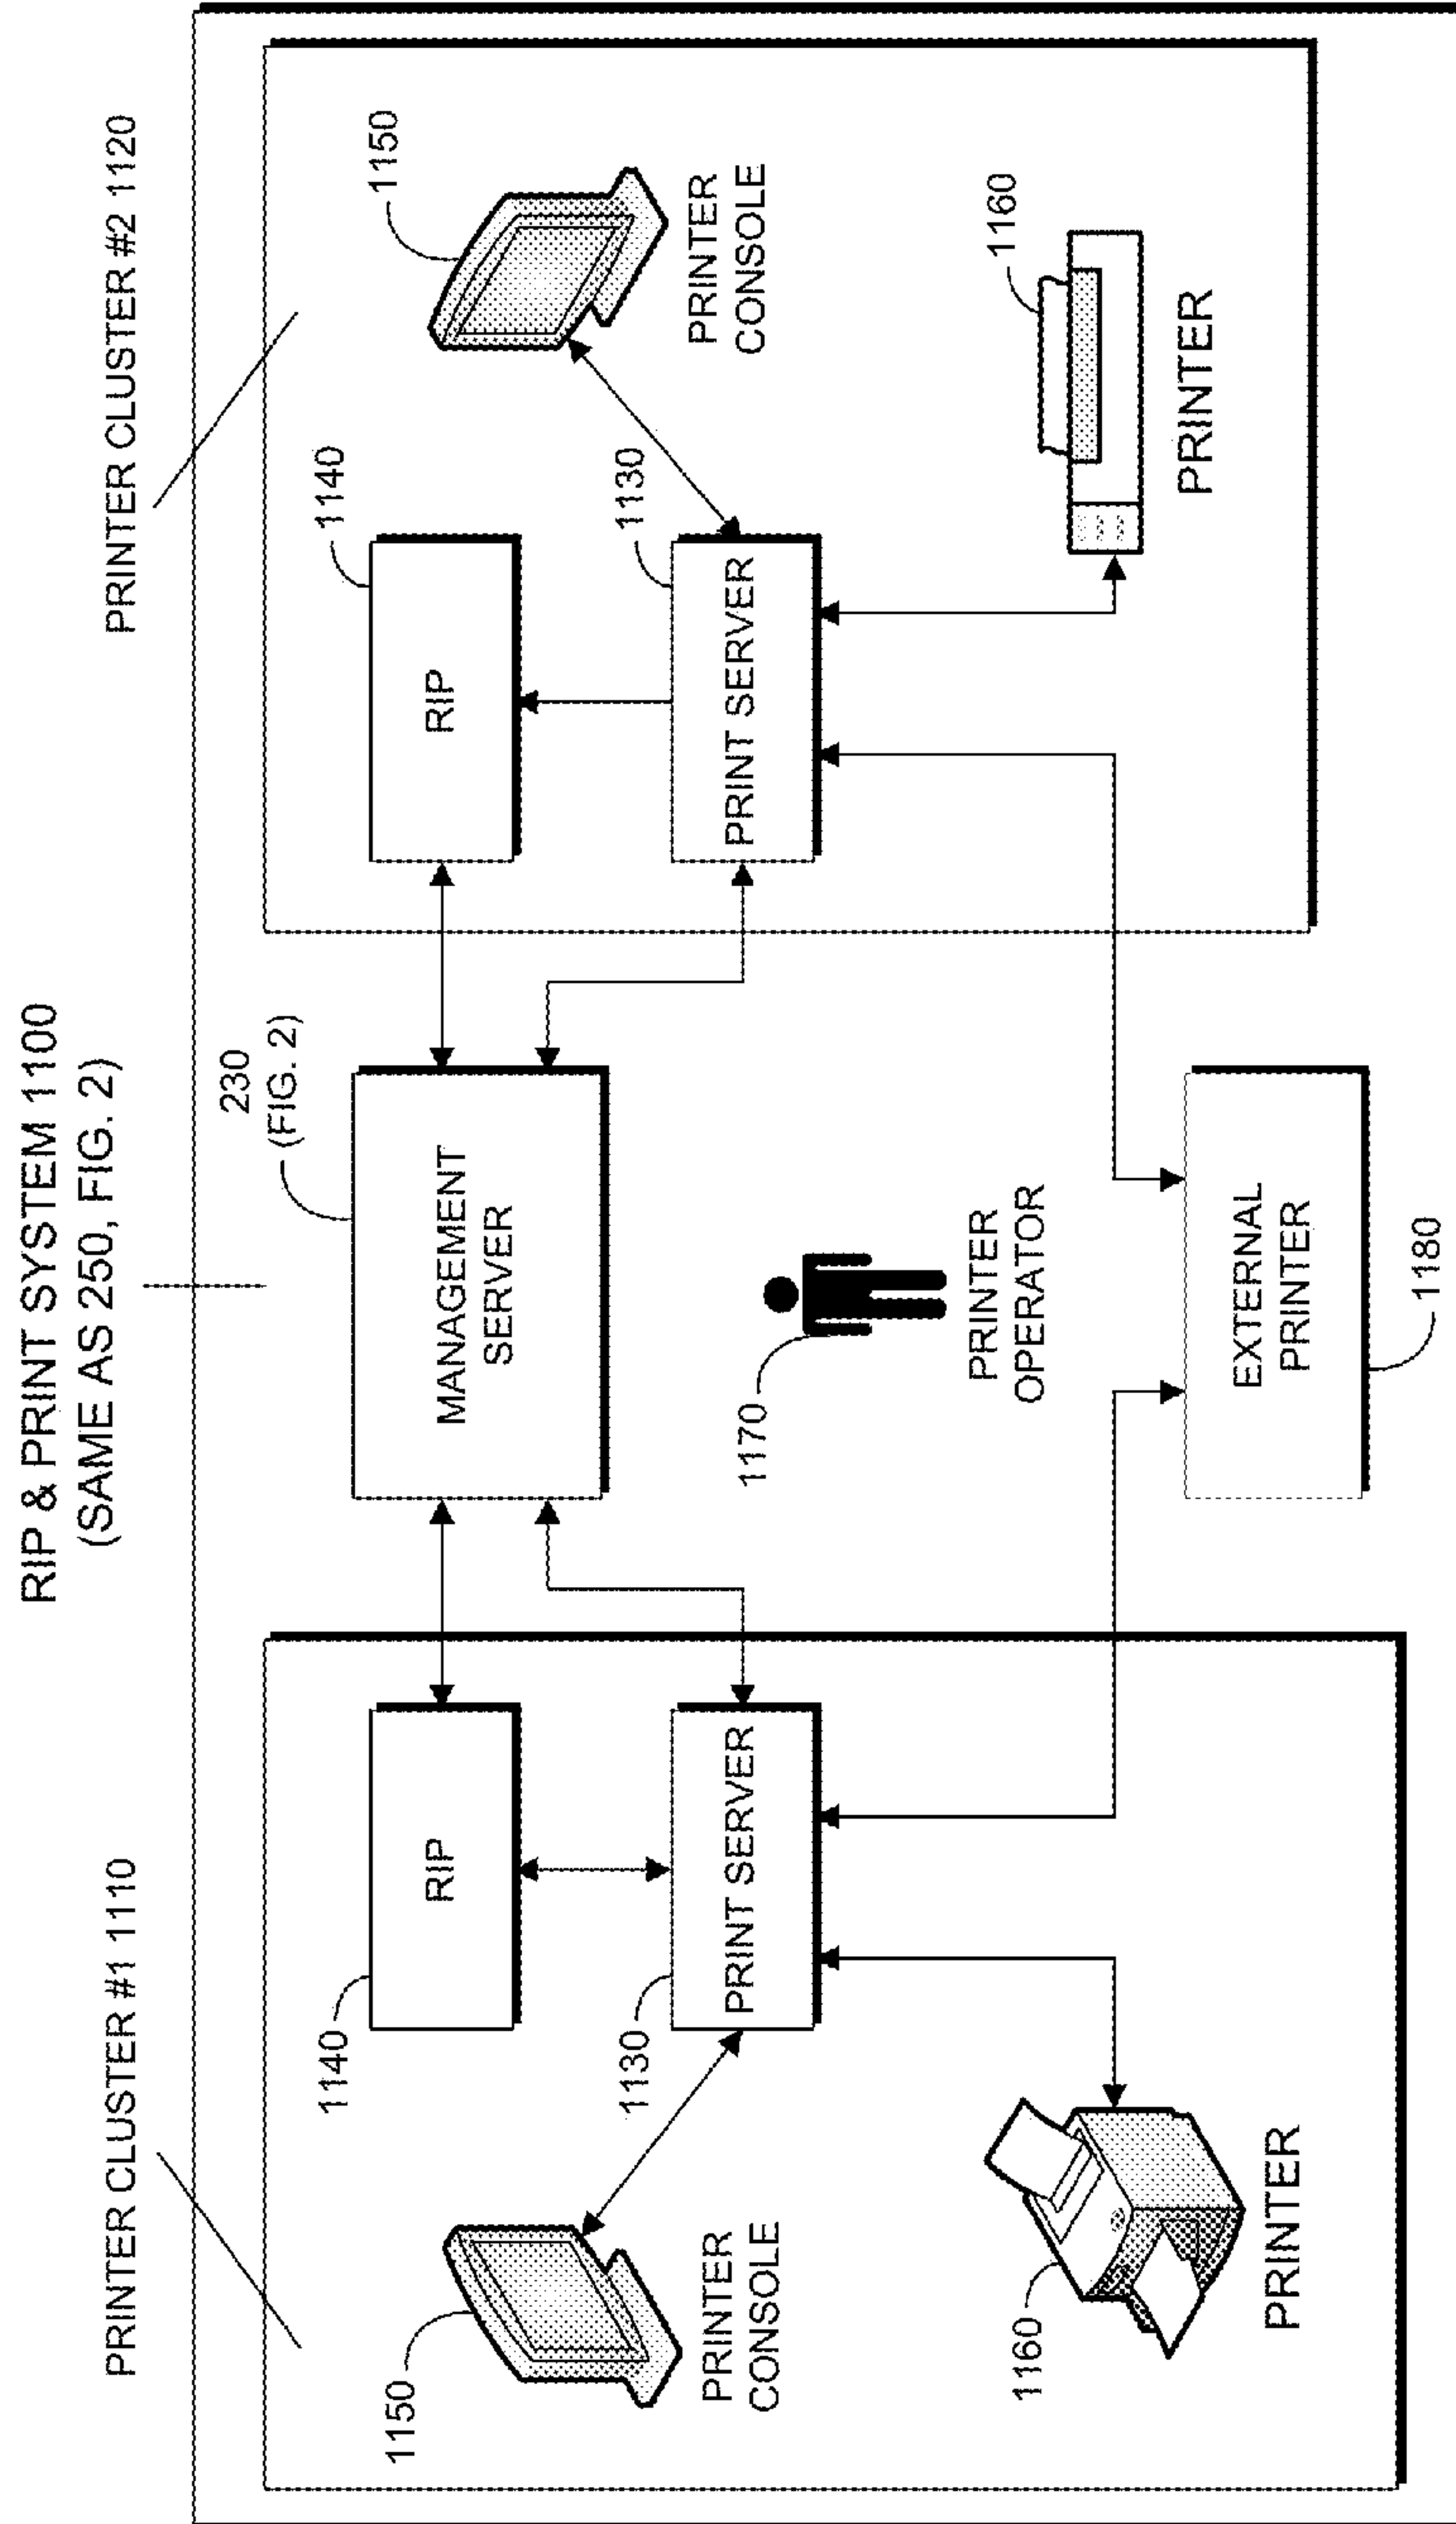 RIP & PRINT SYSTEM 1100
(SAME AS 250, FIG. 2)
PRINTER CLUSTER #1 1110
PRINTER CLUSTER #2 1120
230
(FIG. 2)
1140
RIP
MANAGEMENT
SERVER
1140
RIP
1150
PRINTER
CONSOLE
1130
PRINT SERVER
1130
PRINT SERVER
1150
PRINTER
CONSOLE
1170
PRINTER
OPERATOR
1160
PRINTER
EXTERNAL
PRINTER
1180
1160
PRINTER